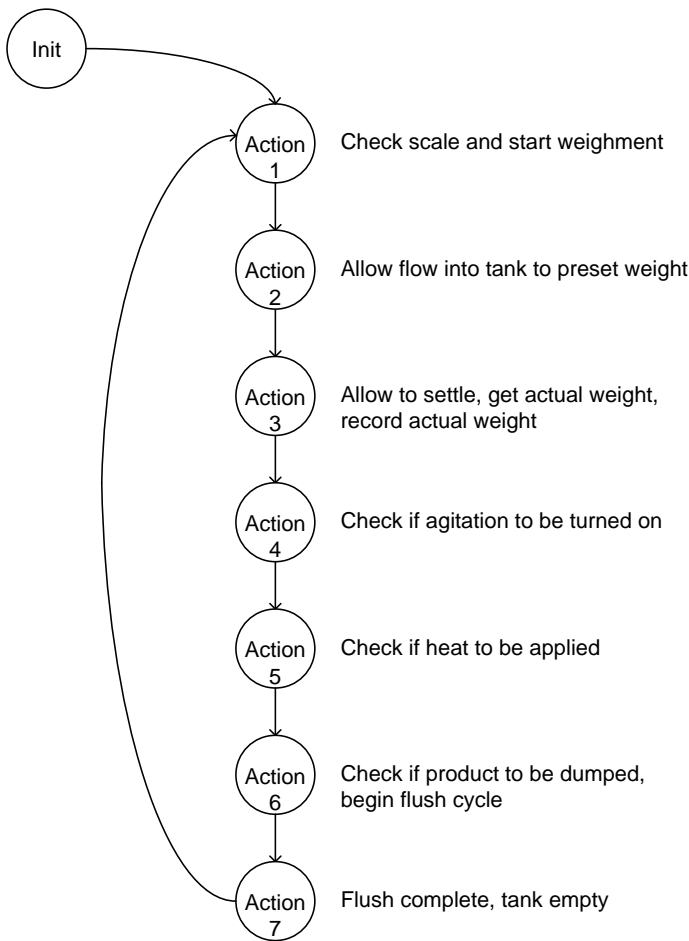 Init
Action
1
Check scale and start weighment
Action
2
Allow flow into tank to preset weight
Action
3
Allow to settle, get actual weight,
record actual weight
Action
4
Check if agitation to be turned on
Action
5
Check if heat to be applied
Action
6
Check if product to be dumped,
begin flush cycle
Action
7
Flush complete, tank empty